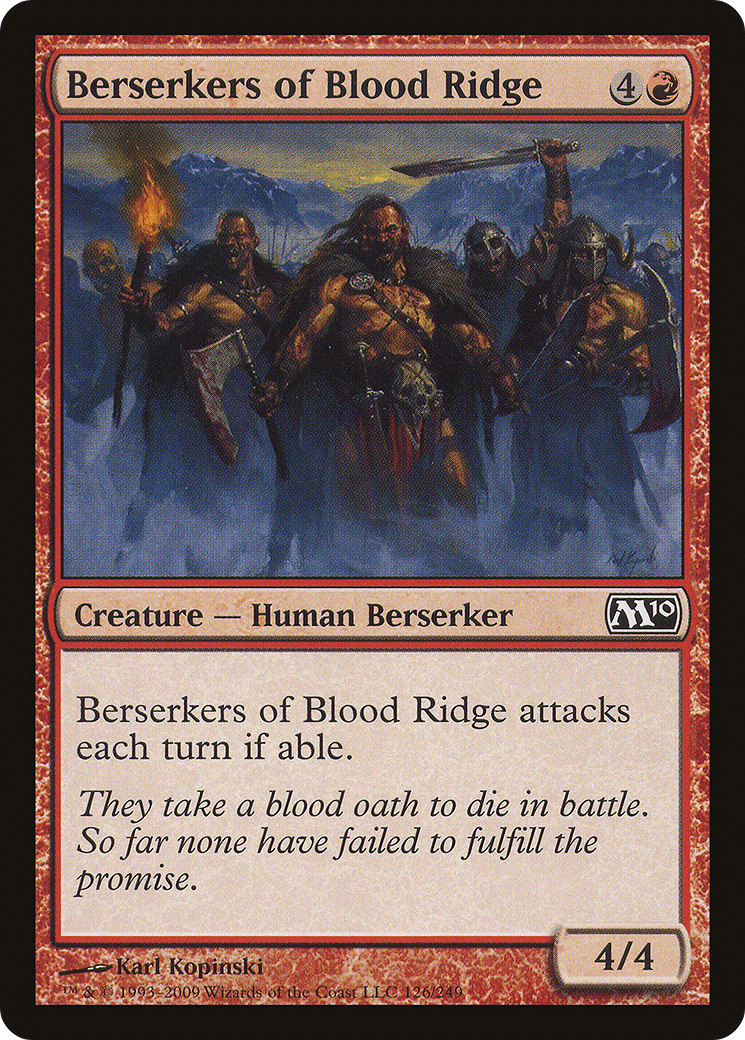 Berserkers of Blood Ridge 4
Creature — Human Berserker M10
Berserkers of Blood Ridge attacks
each turn if able.
They take a blood oath to die in battle.
So far none have failed to fulfill the
promise.
4/4
Karl Kopinski
™ & © 1993–2009 Wizards of the Coast LLC 126/249